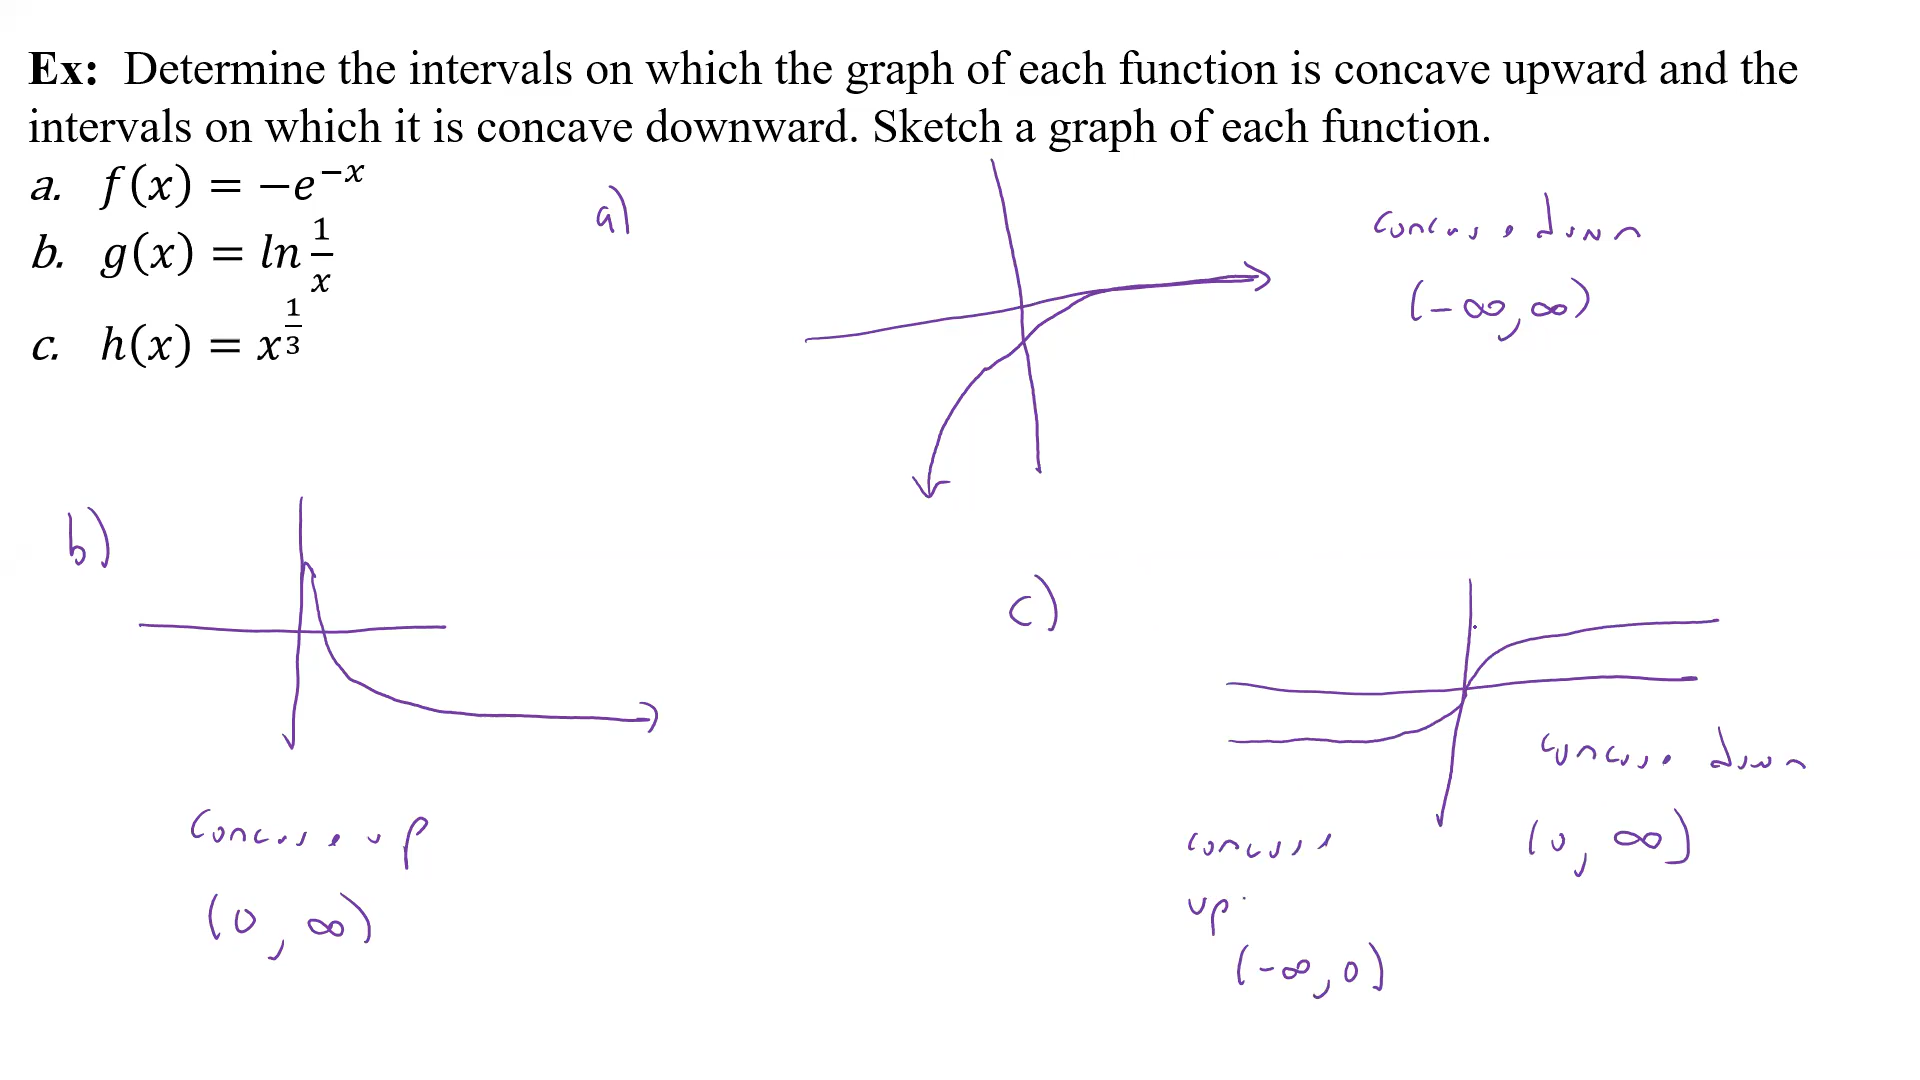 Ex: Determine the intervals on which the graph of each function is concave upward and the
intervals on which it is concave downward. Sketch a graph of each function.
a. f(x) = −e^{−x}
b. g(x) = ln \frac{1}{x}
c. h(x) = x^{\frac{1}{3}}
a)
concave down
(-∞, ∞)
b)
concave up
(0, ∞)
c)
concave down
(0, ∞)
concave
up
(-∞, 0)